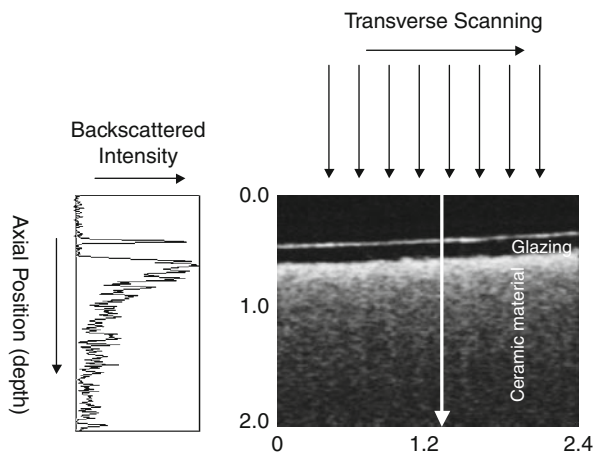 Transverse Scanning
Backscattered
Intensity
Axial Position (depth)
0.0
1.0
2.0
Glazing
Ceramic material
0
1.2
2.4